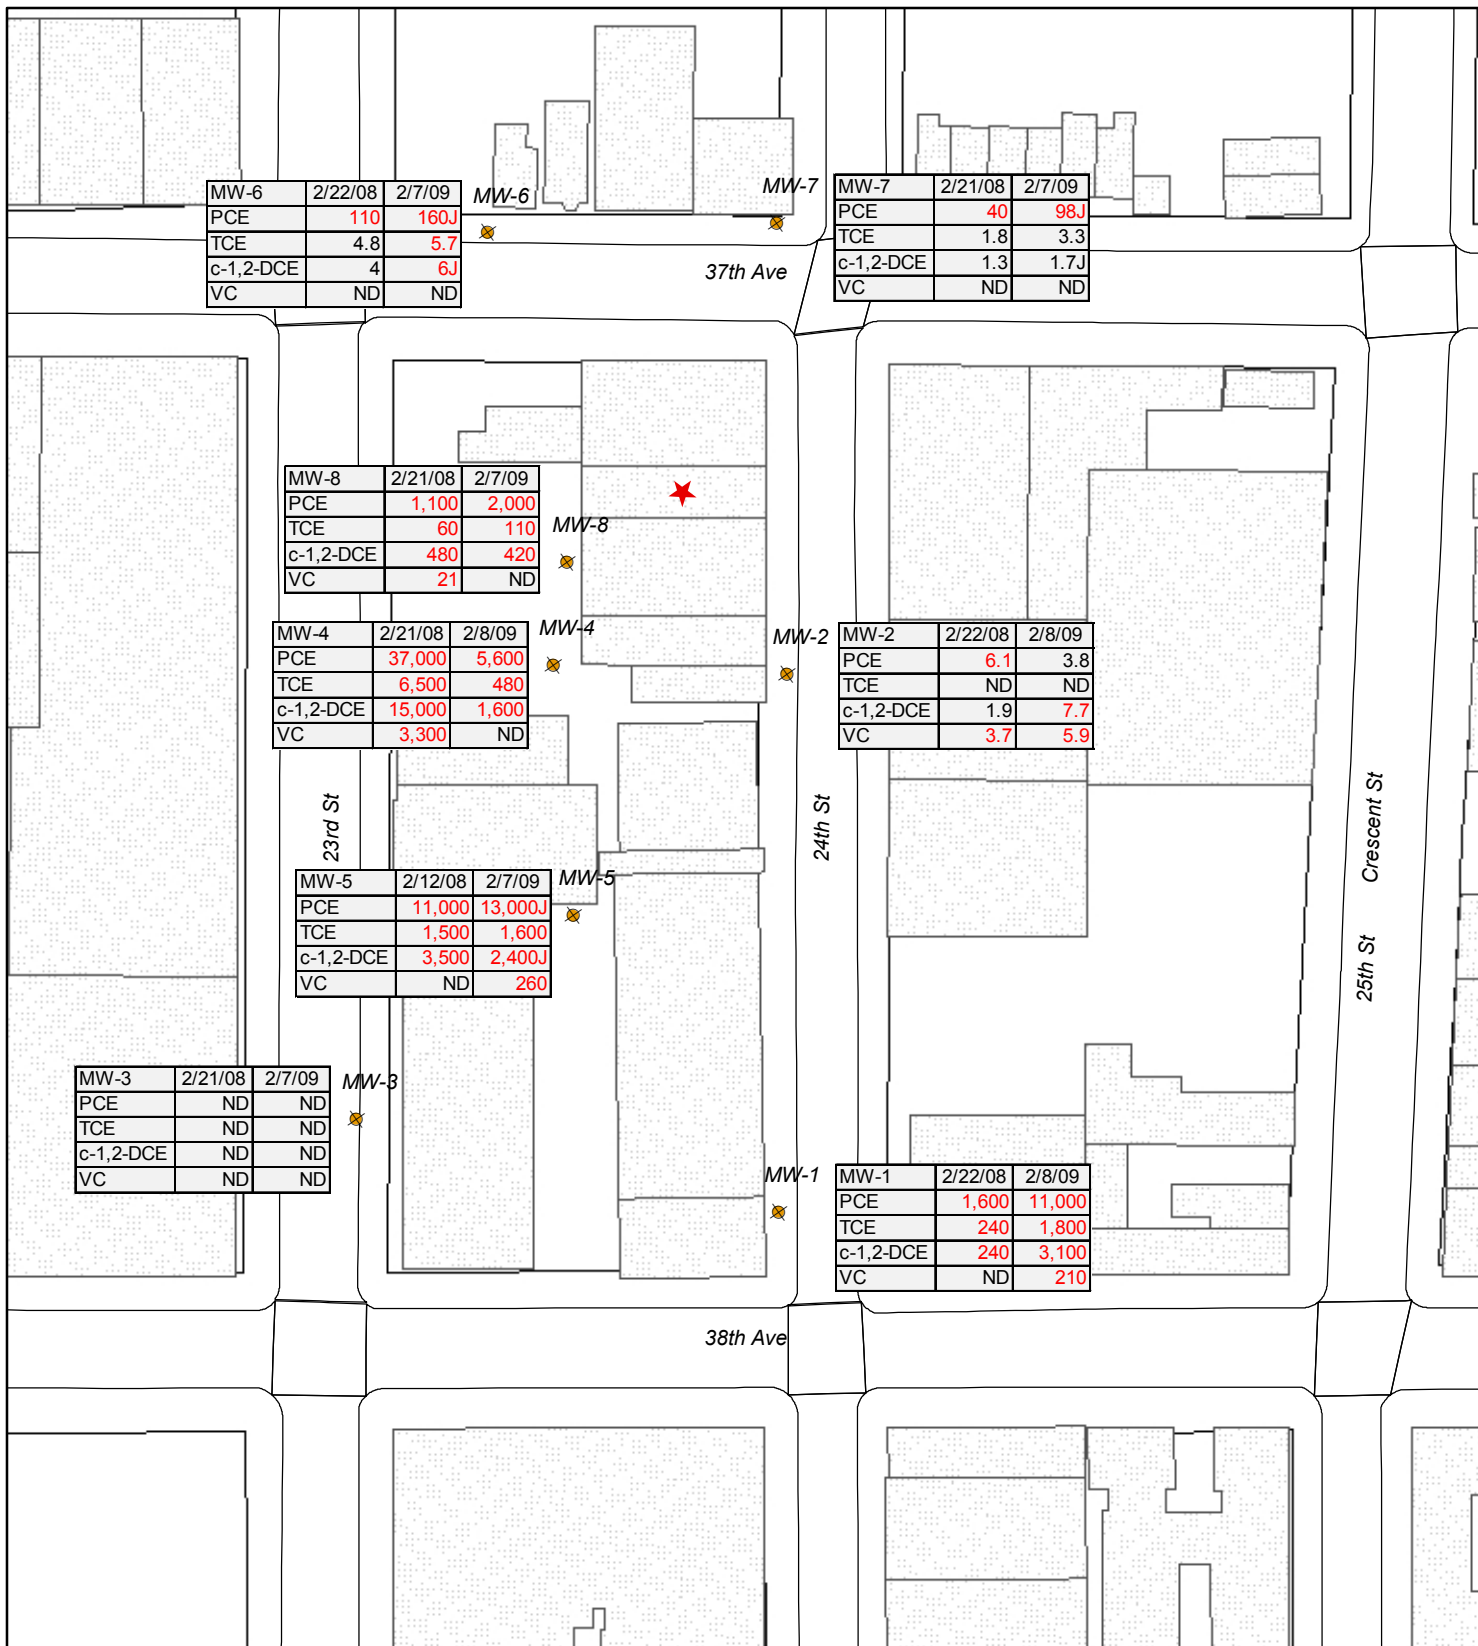 MW-6 2/22/08 2/7/09
PCE 110 160J
TCE 4.8 5.7
c-1,2-DCE 4 6J
VC ND ND
MW-6
MW-7
MW-7 2/21/08 2/7/09
PCE 40 98J
TCE 1.8 3.3
c-1,2-DCE 1.3 1.7J
VC ND ND
37th Ave
MW-8 2/21/08 2/7/09
PCE 1,100 2,000
TCE 60 110
c-1,2-DCE 480 420
VC 21 ND
MW-8
MW-4 2/21/08 2/8/09
PCE 37,000 5,600
TCE 6,500 480
c-1,2-DCE 15,000 1,600
VC 3,300 ND
MW-4
MW-2
MW-2 2/22/08 2/8/09
PCE 6.1 3.8
TCE ND ND
c-1,2-DCE 1.9 7.7
VC 3.7 5.9
23rd St
24th St
Crescent St
25th St
MW-5 2/12/08 2/7/09
PCE 11,000 13,000J
TCE 1,500 1,600
c-1,2-DCE 3,500 2,400J
VC ND 260
MW-5
MW-3 2/21/08 2/7/09
PCE ND ND
TCE ND ND
c-1,2-DCE ND ND
VC ND ND
MW-3
MW-1
MW-1 2/22/08 2/8/09
PCE 1,600 11,000
TCE 240 1,800
c-1,2-DCE 240 3,100
VC ND 210
38th Ave